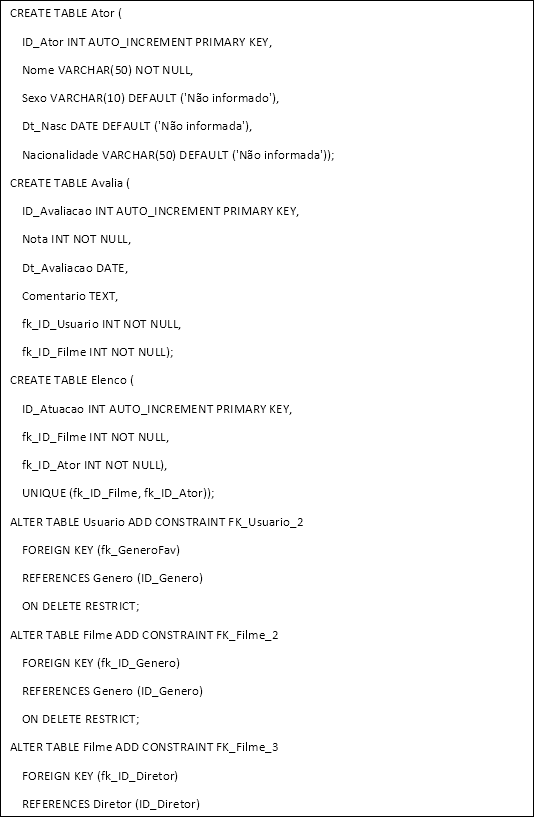 CREATE TABLE Ator (
ID_Ator INT AUTO_INCREMENT PRIMARY KEY,
Nome VARCHAR(50) NOT NULL,
Sexo VARCHAR(10) DEFAULT ('Não informado'),
Dt_Nasc DATE DEFAULT ('Não informada'),
Nacionalidade VARCHAR(50) DEFAULT ('Não informada'));
CREATE TABLE Avalia (
ID_Avaliacao INT AUTO_INCREMENT PRIMARY KEY,
Nota INT NOT NULL,
Dt_Avaliacao DATE,
Comentario TEXT,
fk_ID_Usuario INT NOT NULL,
fk_ID_Filme INT NOT NULL);
CREATE TABLE Elenco (
ID_Atuacao INT AUTO_INCREMENT PRIMARY KEY,
fk_ID_Filme INT NOT NULL,
fk_ID_Ator INT NOT NULL),
UNIQUE (fk_ID_Filme, fk_ID_Ator));
ALTER TABLE Usuario ADD CONSTRAINT FK_Usuario_2
FOREIGN KEY (fk_GeneroFav)
REFERENCES Genero (ID_Genero)
ON DELETE RESTRICT;
ALTER TABLE Filme ADD CONSTRAINT FK_Filme_2
FOREIGN KEY (fk_ID_Genero)
REFERENCES Genero (ID_Genero)
ON DELETE RESTRICT;
ALTER TABLE Filme ADD CONSTRAINT FK_Filme_3
FOREIGN KEY (fk_ID_Diretor)
REFERENCES Diretor (ID_Diretor)